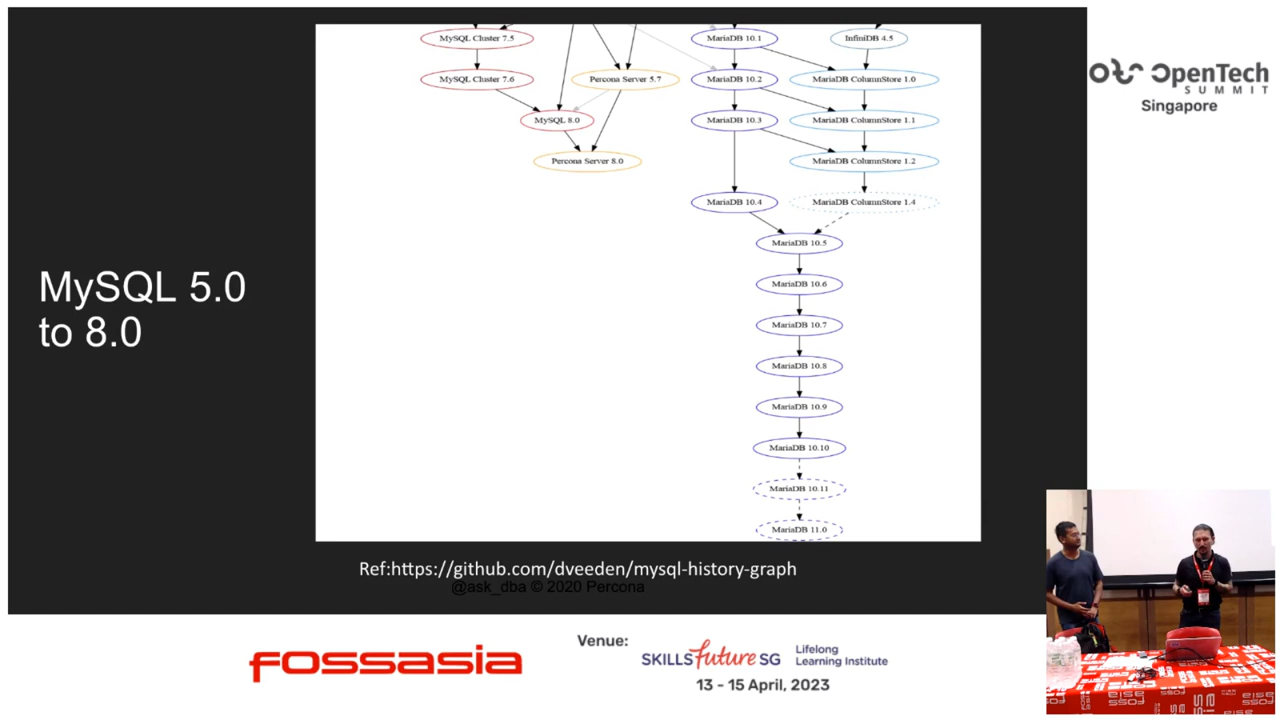 MySQL 5.0
to 8.0
MySQL Cluster 7.5
MariaDB 10.1
InfiniDB 4.5
MySQL Cluster 7.6
Percona Server 5.7
MariaDB 10.2
MariaDB ColumnStore 1.0
MySQL 8.0
MariaDB 10.3
MariaDB ColumnStore 1.1
Percona Server 8.0
MariaDB ColumnStore 1.2
MariaDB 10.4
MariaDB ColumnStore 1.4
MariaDB 10.5
MariaDB 10.6
MariaDB 10.7
MariaDB 10.8
MariaDB 10.9
MariaDB 10.10
MariaDB 10.11
MariaDB 11.0
Ref:https://github.com/dveeden/mysql-history-graph
@ask_dba © 2020 Percona
OpenTech
SUMMIT
Singapore
FOSSASIA
Venue:
SKILLSfuture SG
Lifelong
Learning Institute
13 - 15 April, 2023